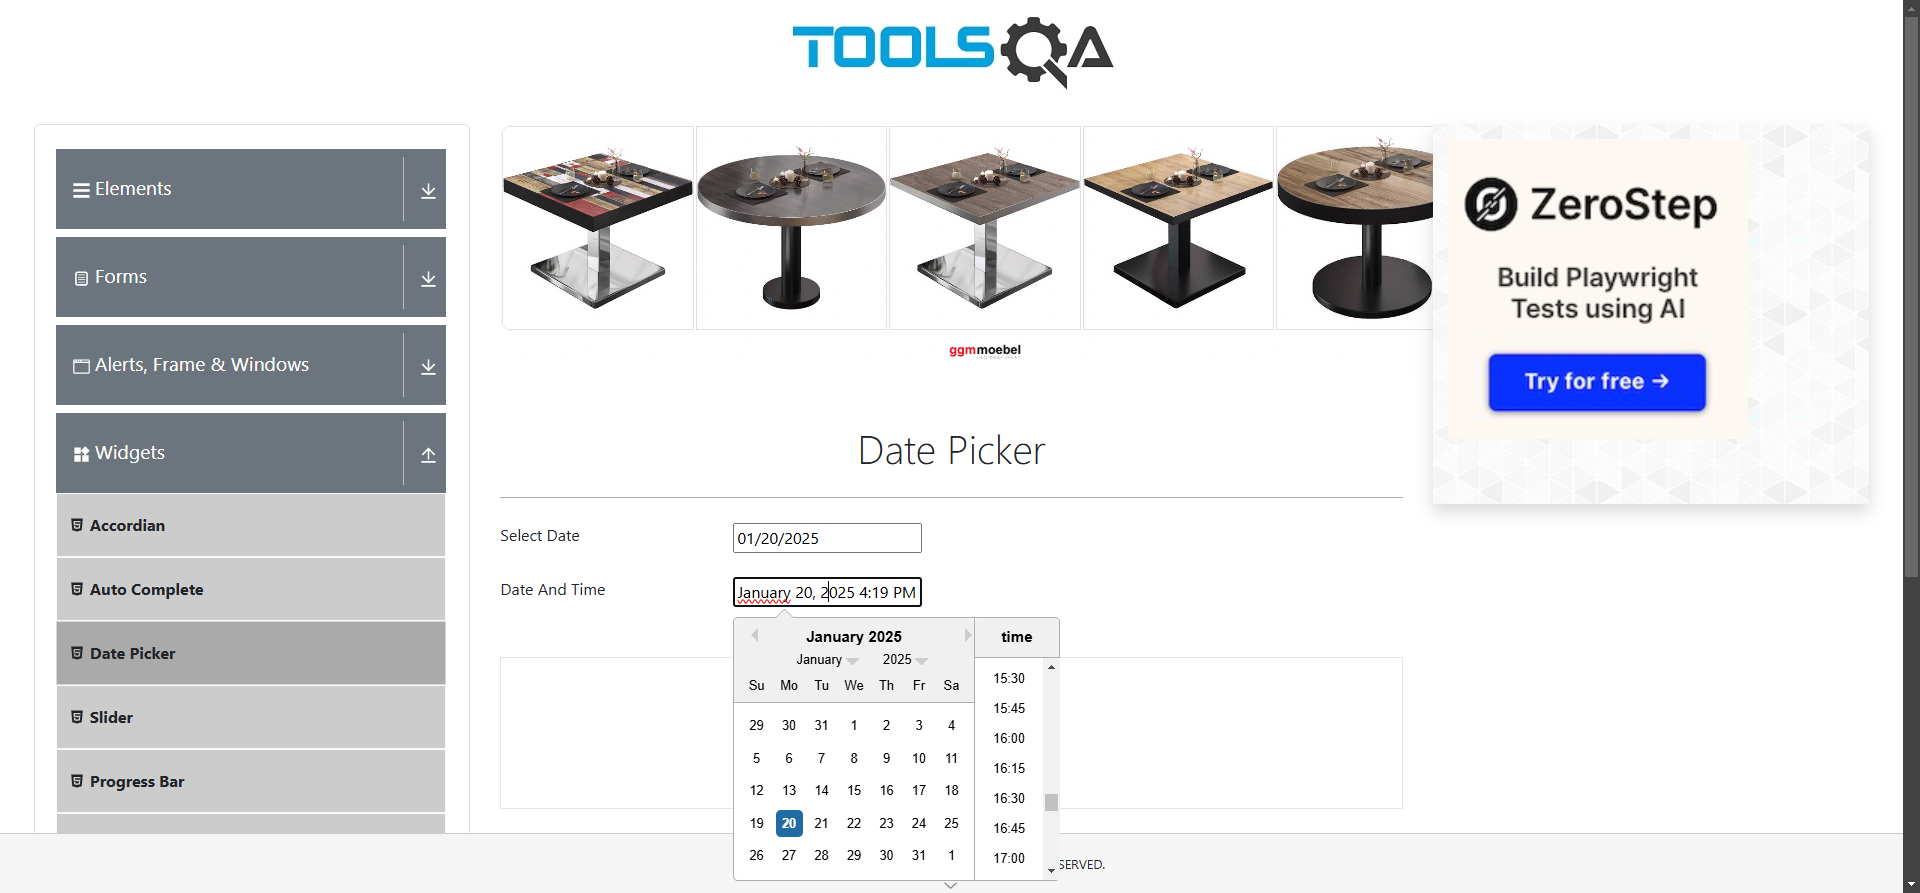 TOOLSQA
Elements
Forms
Alerts, Frame & Windows
Widgets
Accordian
Auto Complete
Date Picker
Slider
Progress Bar
ggmmoebel
INTERNATIONAL
ZeroStep
Build Playwright
Tests using AI
Try for free →
Date Picker
Select Date
01/20/2025
Date And Time
January 20, 2025 4:19 PM
January 2025
January 2025
Su Mo Tu We Th Fr Sa
29 30 31 1 2 3 4
5 6 7 8 9 10 11
12 13 14 15 16 17 18
19 20 21 22 23 24 25
26 27 28 29 30 31 1
time
15:30
15:45
16:00
16:15
16:30
16:45
17:00
SERVED.